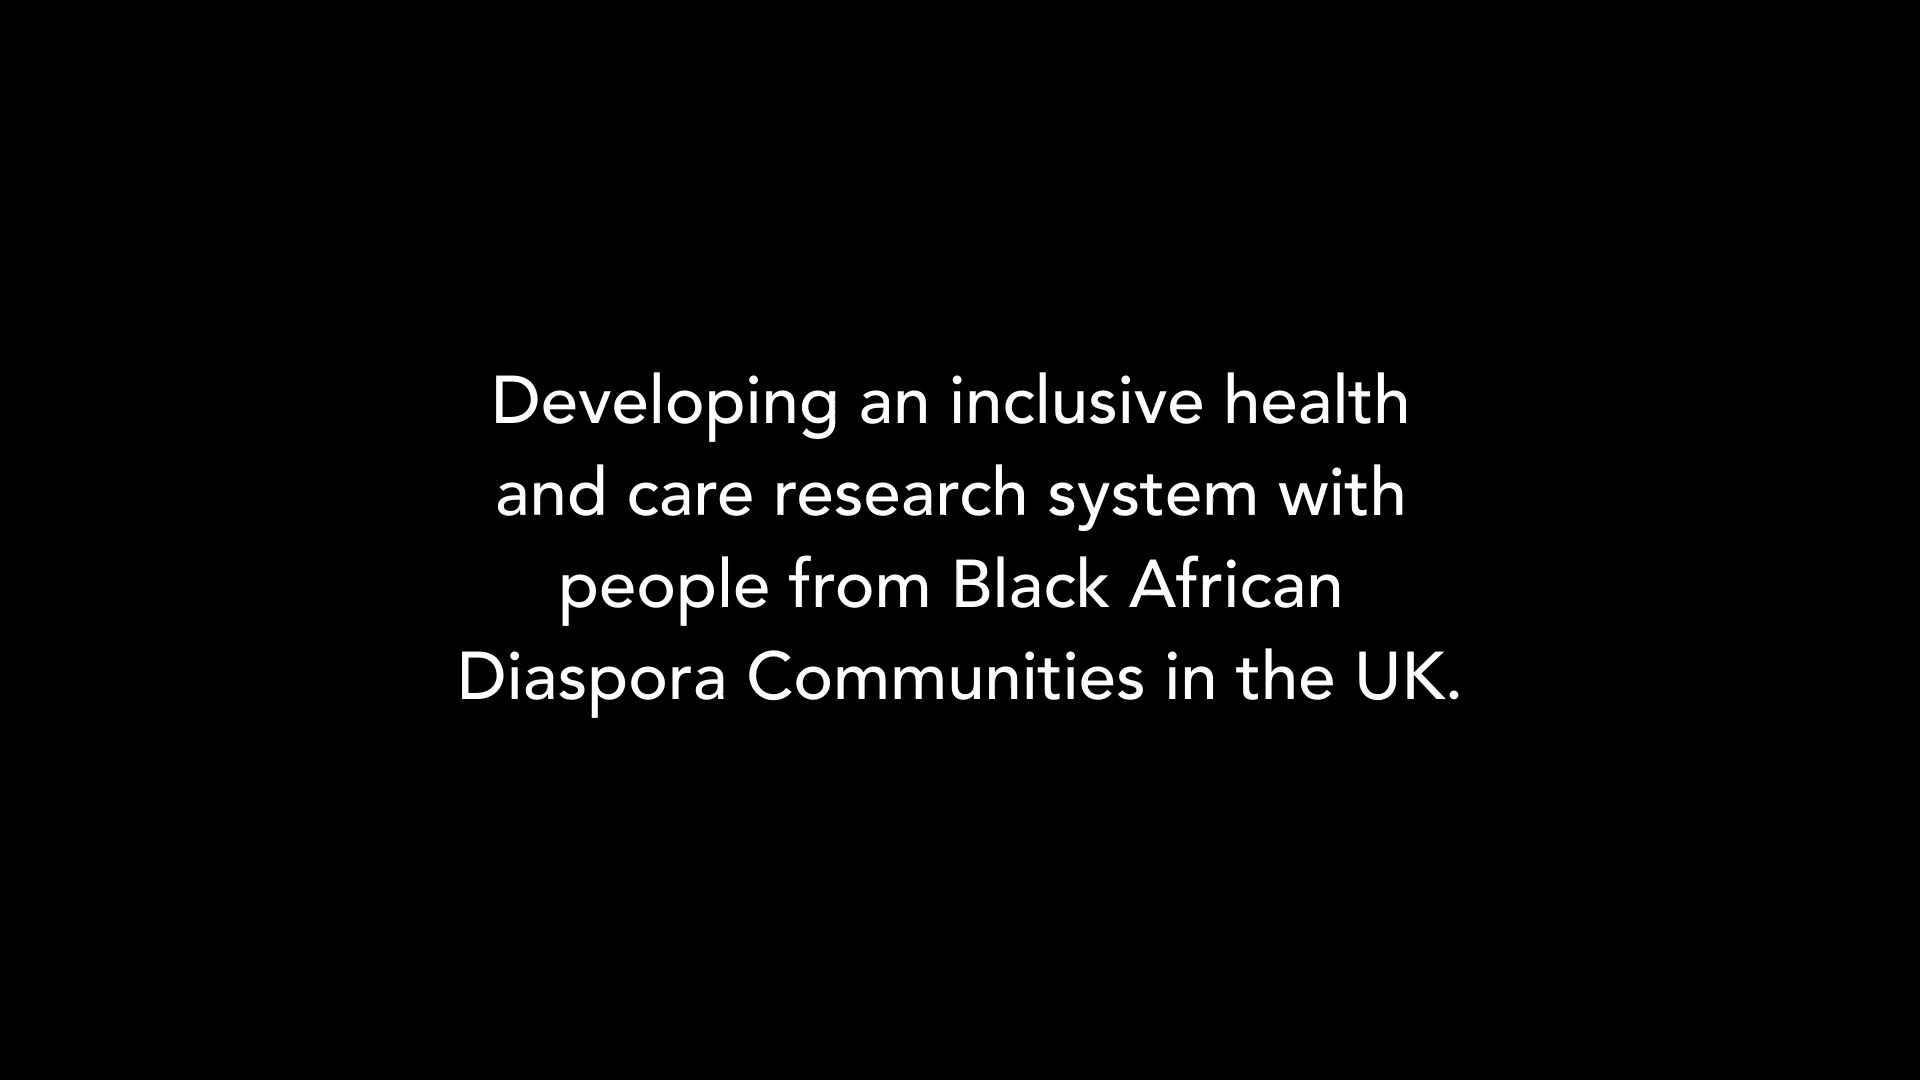 Developing an inclusive health
and care research system with
people from Black African
Diaspora Communities in the UK.